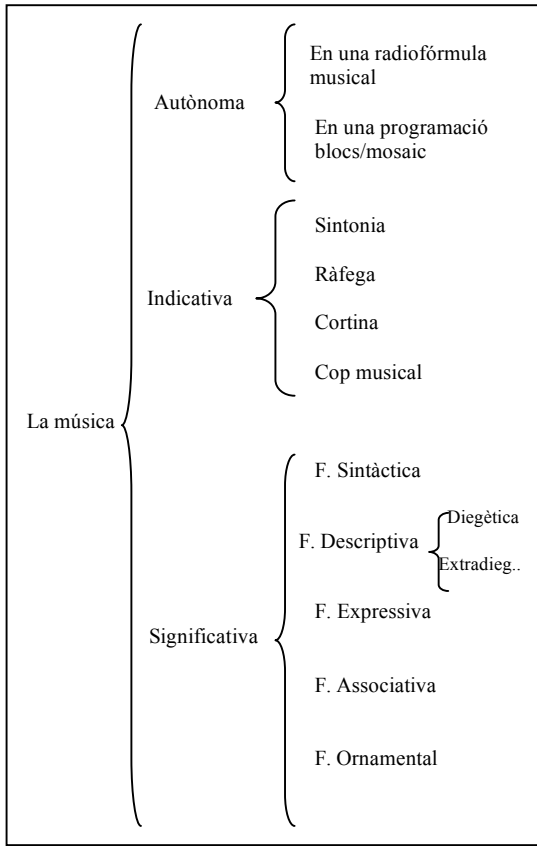 En una radiofórmula
musical
Autònoma
En una programació
blocs/mosaic
Sintonia
Ràfega
Indicativa
Cortina
Cop musical
La música
F. Sintàctica
Diegètica
F. Descriptiva
Extradieg..
F. Expressiva
Significativa
F. Associativa
F. Ornamental